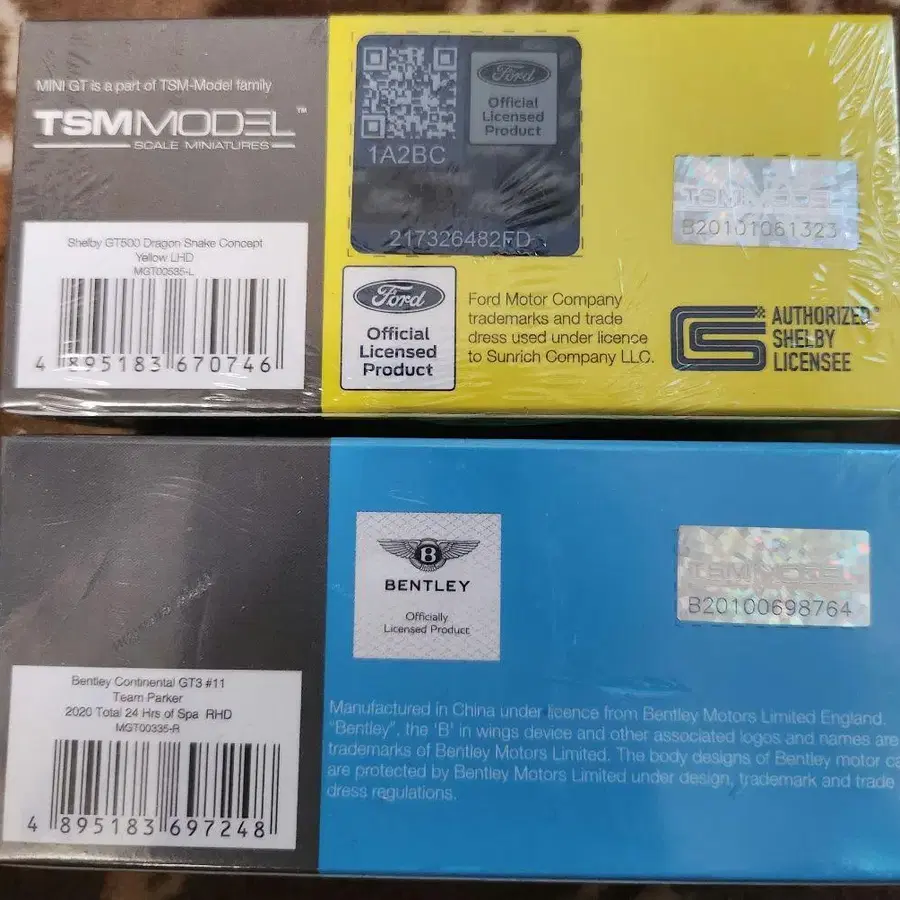 MINI GT is a part of TSM-Model family
TSMMODEL™
SCALE MINIATURES
Shelby GT500 Dragon Snake Concept
Yellow LHD
MGT00535-L
4 895183 670746
Ford
Official
Licensed
Product
1A2BC
217326482FD
Ford
Official
Licensed
Product
Ford Motor Company
trademarks and trade
dress used under licence
to Sunrich Company LLC.
TSMMODEL
B20101061323
AUTHORIZED
SHELBY
LICENSEE
Bentley Continental GT3 #11
Team Parker
2020 Total 24 Hrs of Spa RHD
MGT00335-R
4 895183 697248
B
BENTLEY
Officially
Licensed Product
TSMMODEL
B20100698764
Manufactured in China under licence from Bentley Motors Limited England.
"Bentley", the 'B' in wings device and other associated logos and names are
trademarks of Bentley Motors Limited. The body designs of Bentley motor ca
are protected by Bentley Motors Limited under design, trademark and trade
dress regulations.